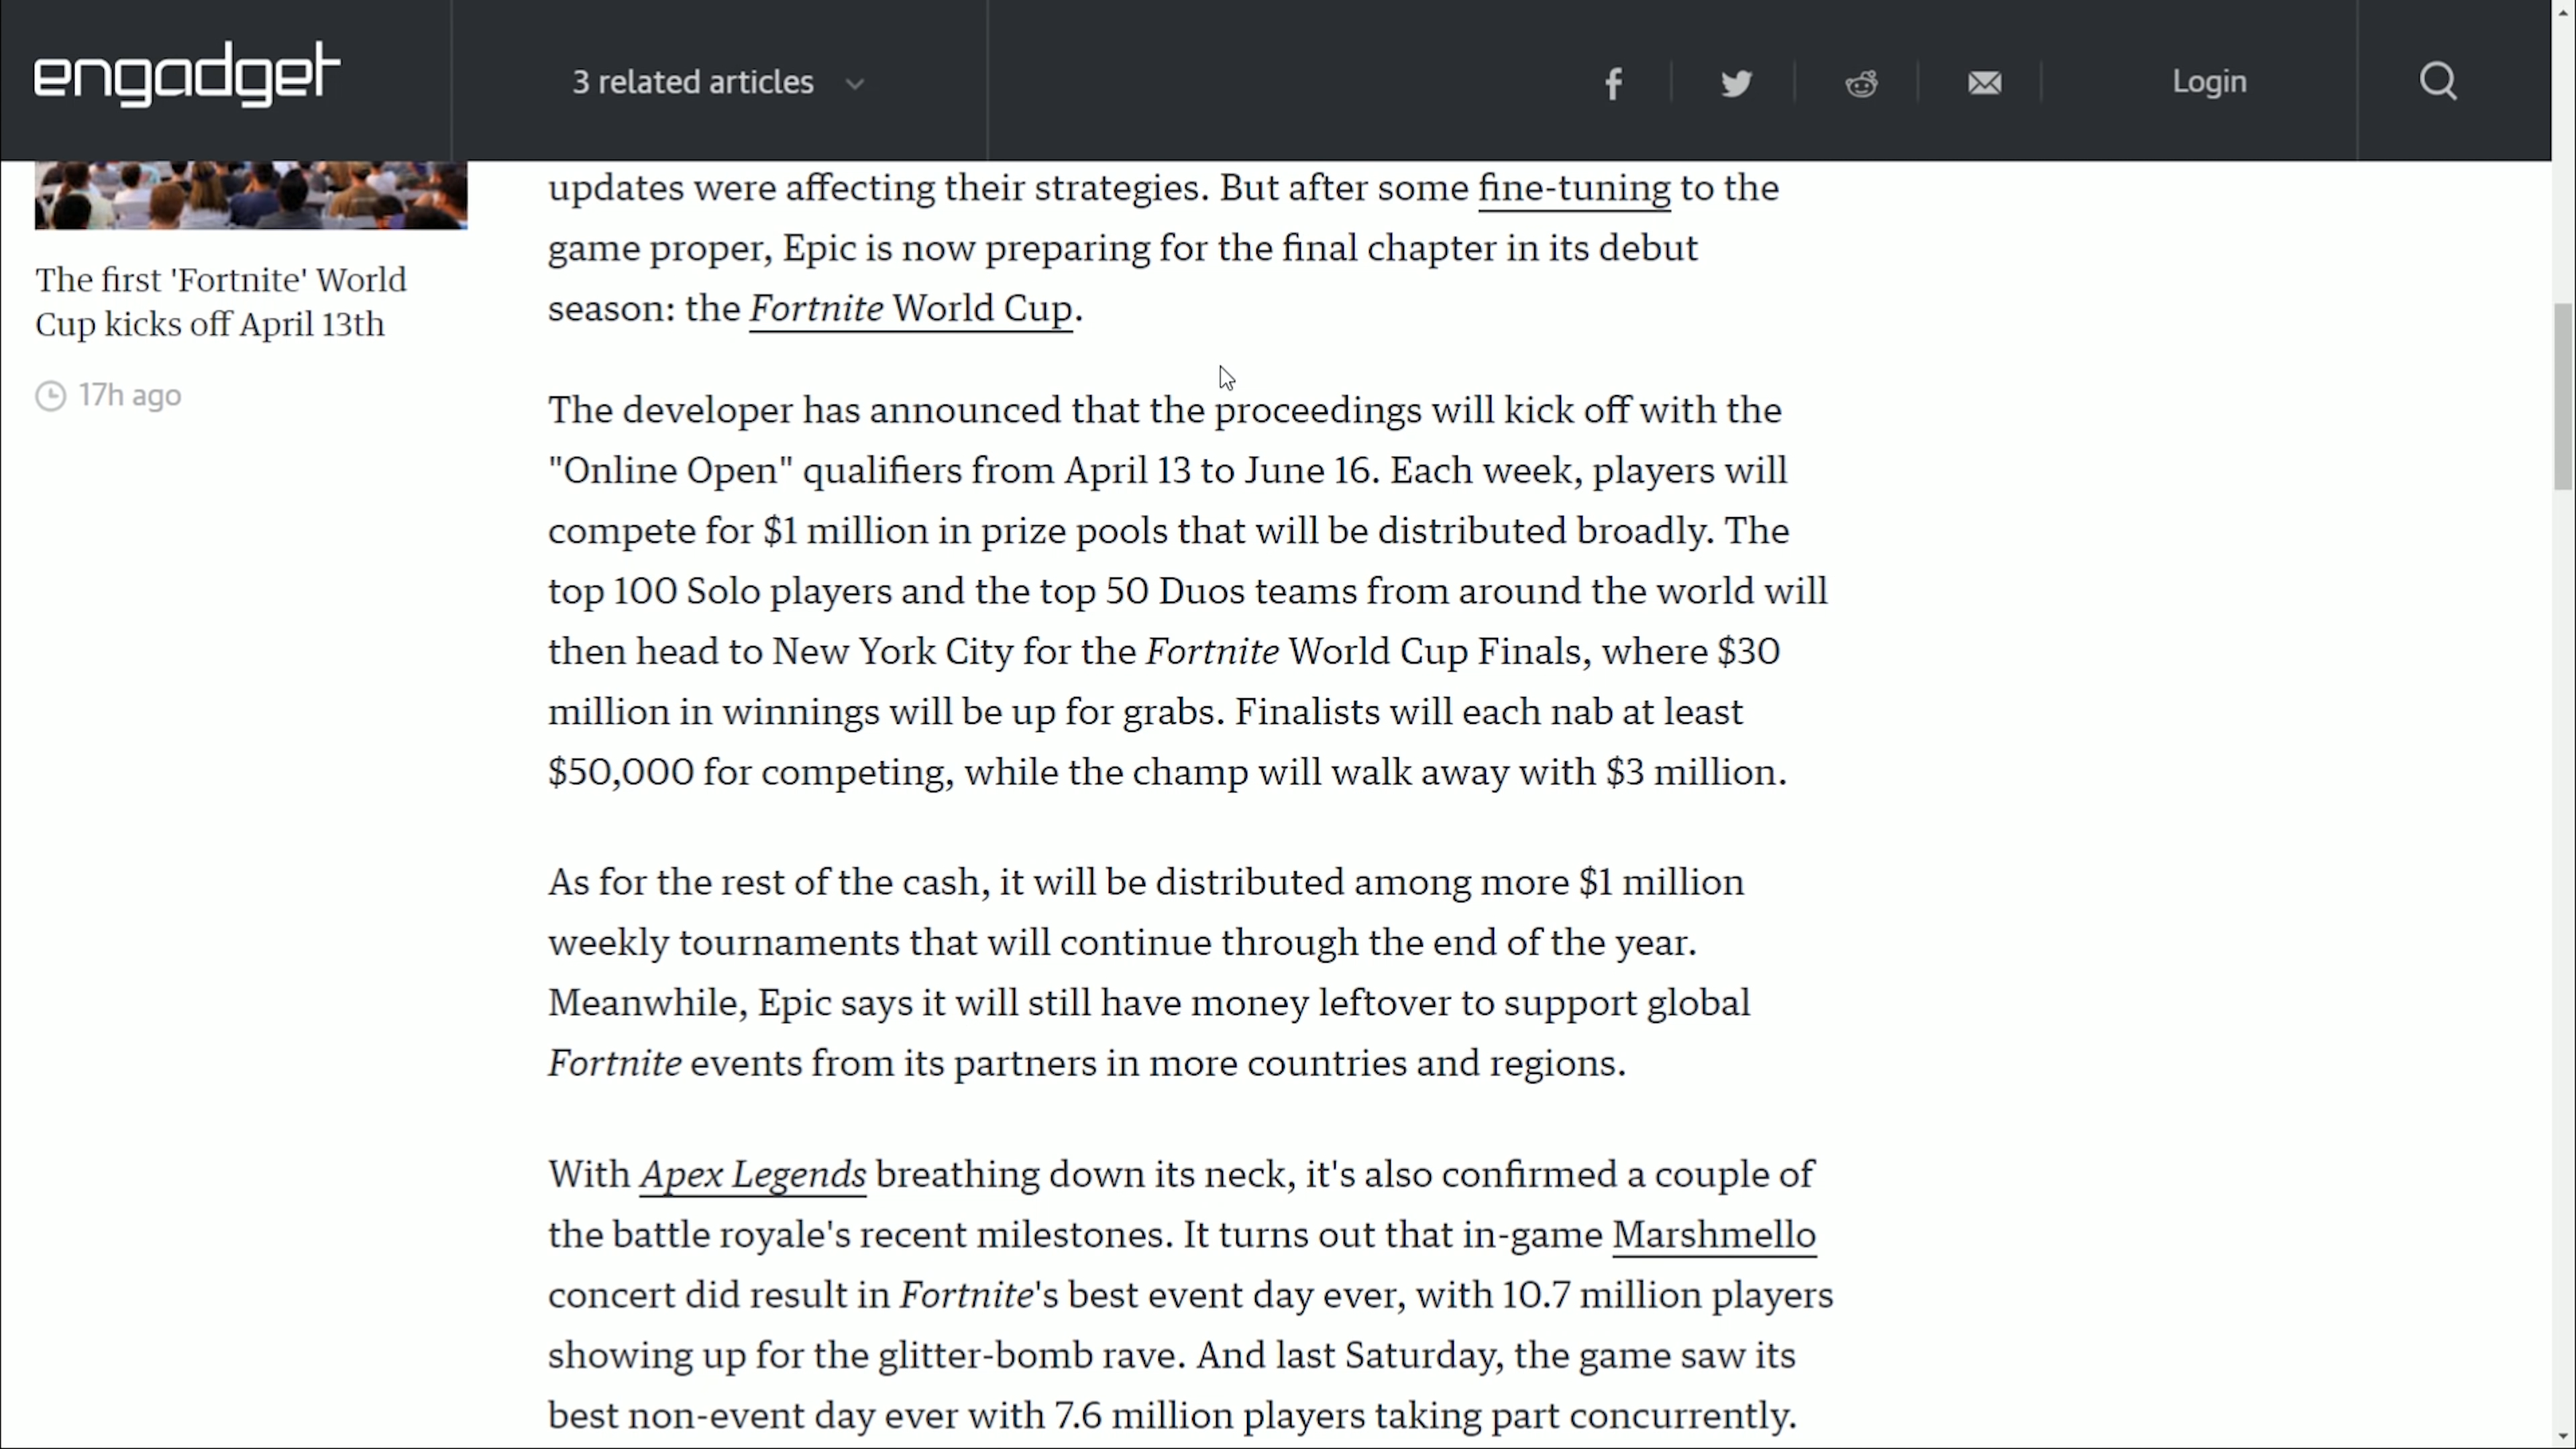 engadget
3 related articles
Login
The first 'Fortnite' World
Cup kicks off April 13th
17h ago
updates were affecting their strategies. But after some fine-tuning to the
game proper, Epic is now preparing for the final chapter in its debut
season: the Fortnite World Cup.
The developer has announced that the proceedings will kick off with the
"Online Open" qualifiers from April 13 to June 16. Each week, players will
compete for $1 million in prize pools that will be distributed broadly. The
top 100 Solo players and the top 50 Duos teams from around the world will
then head to New York City for the Fortnite World Cup Finals, where $30
million in winnings will be up for grabs. Finalists will each nab at least
$50,000 for competing, while the champ will walk away with $3 million.
As for the rest of the cash, it will be distributed among more $1 million
weekly tournaments that will continue through the end of the year.
Meanwhile, Epic says it will still have money leftover to support global
Fortnite events from its partners in more countries and regions.
With Apex Legends breathing down its neck, it's also confirmed a couple of
the battle royale's recent milestones. It turns out that in-game Marshmello
concert did result in Fortnite's best event day ever, with 10.7 million players
showing up for the glitter-bomb rave. And last Saturday, the game saw its
best non-event day ever with 7.6 million players taking part concurrently.